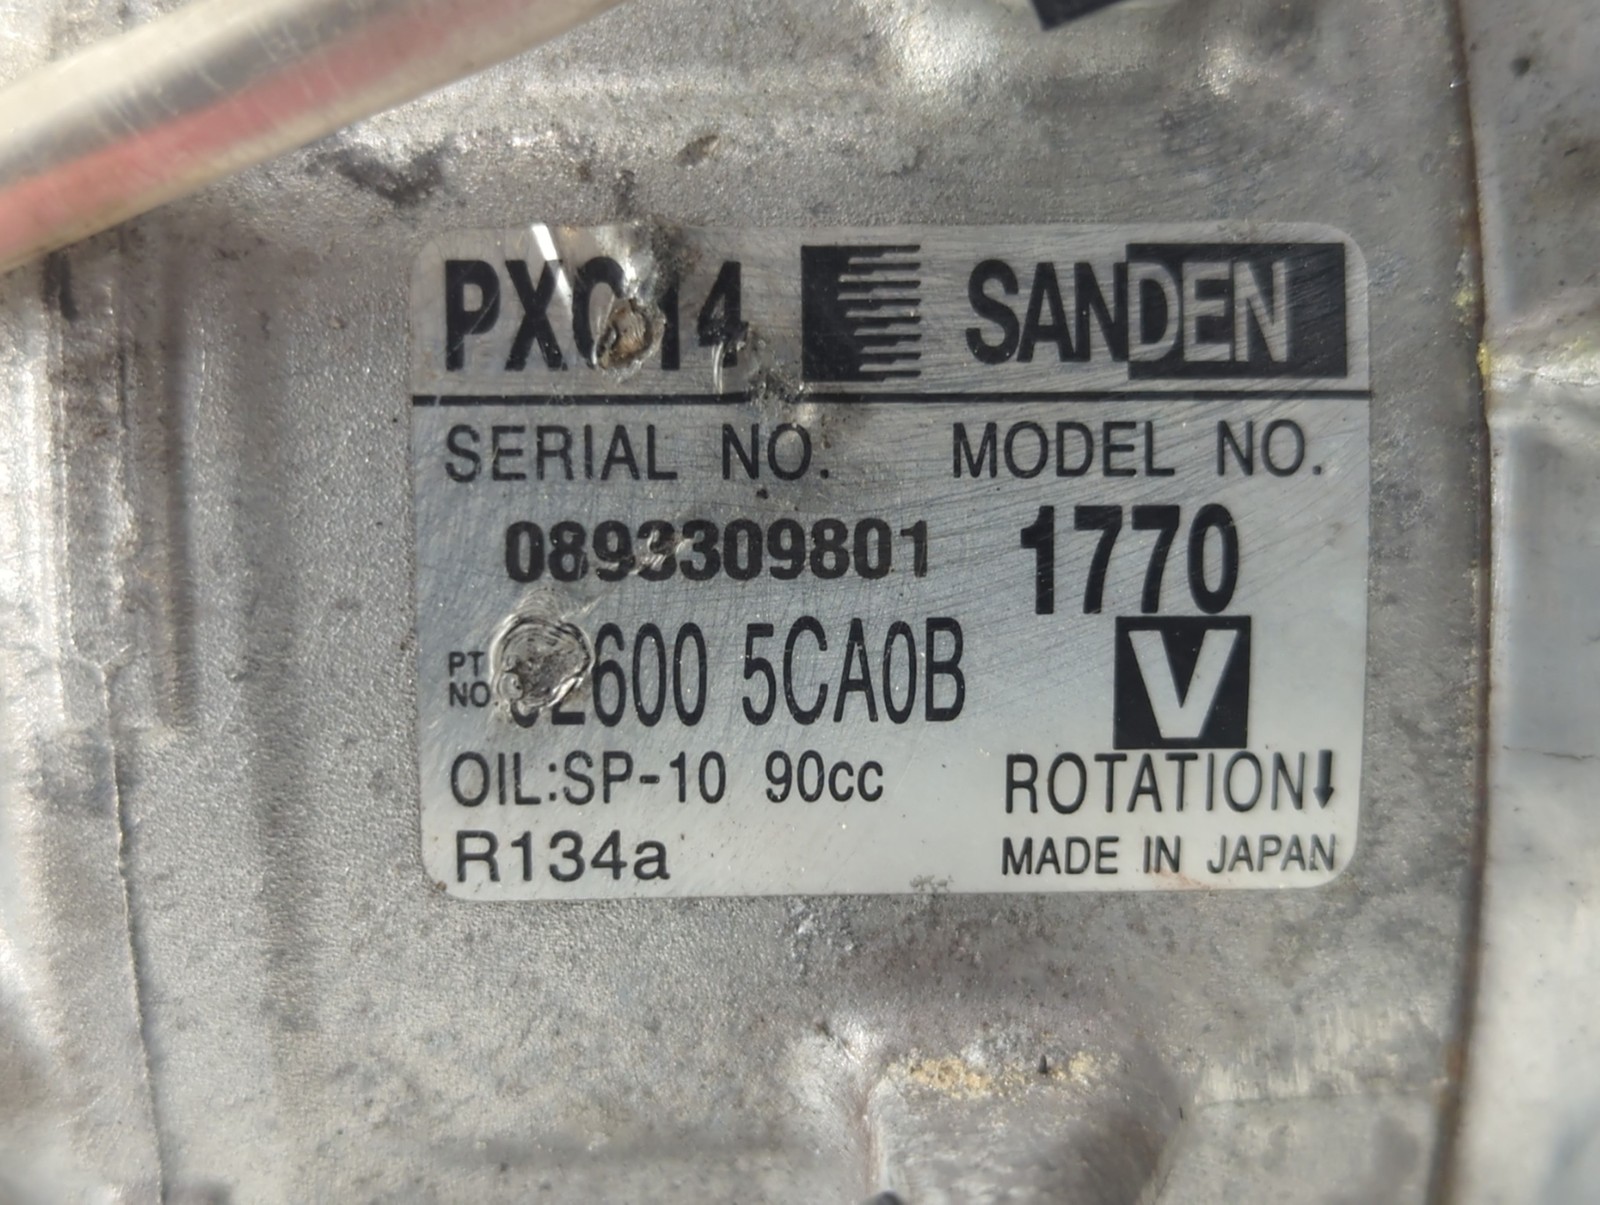 PXC14 SANDEN
SERIAL NO. MODEL NO.
0893309801 1770
PT NO. 5CA0B
V
OIL:SP-10 90cc ROTATION↓
R134a MADE IN JAPAN